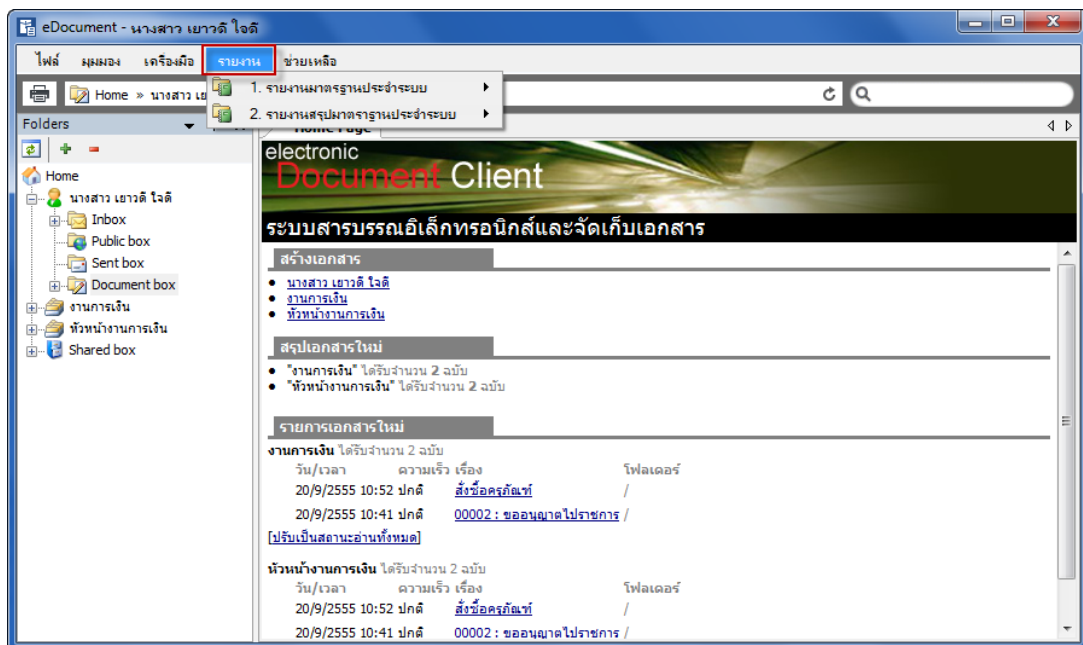 eDocument - นางสาว เยาวดี ใจดี
ไฟล์ มุมมอง เครื่องมือ รายงาน ช่วยเหลือ
Home » นางสาว เย
1. รายงานมาตรฐานประจำระบบ
2. รายงานสรุปมาตราฐานประจำระบบ
Folders
Home Page
Home
นางสาว เยาวดี ใจดี
Inbox
Public box
Sent box
Document box
งานการเงิน
หัวหน้างานการเงิน
Shared box
electronic
Document Client
ระบบสารบรรณอิเล็กทรอนิกส์และจัดเก็บเอกสาร
สร้างเอกสาร
นางสาว เยาวดี ใจดี
งานการเงิน
หัวหน้างานการเงิน
สรุปเอกสารใหม่
"งานการเงิน" ได้รับจำนวน 2 ฉบับ
"หัวหน้างานการเงิน" ได้รับจำนวน 2 ฉบับ
รายการเอกสารใหม่
งานการเงิน ได้รับจำนวน 2 ฉบับ
วัน/เวลา ความเร็ว เรื่อง โฟลเดอร์
20/9/2555 10:52 ปกติ สั่งซื้อครุภัณฑ์ /
20/9/2555 10:41 ปกติ 00002 : ขออนุญาตไปราชการ /
[ปรับเป็นสถานะอ่านทั้งหมด]
หัวหน้างานการเงิน ได้รับจำนวน 2 ฉบับ
วัน/เวลา ความเร็ว เรื่อง โฟลเดอร์
20/9/2555 10:52 ปกติ สั่งซื้อครุภัณฑ์ /
20/9/2555 10:41 ปกติ 00002 : ขออนุญาตไปราชการ /